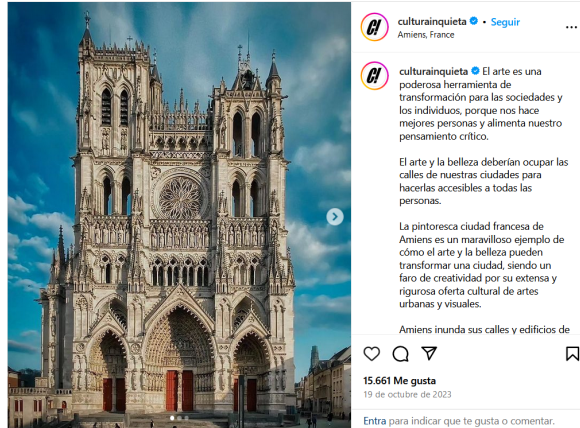 culturainquieta • Seguir
Amiens, France
culturainquieta El arte es una
poderosa herramienta de
transformación para las sociedades y
los individuos, porque nos hace
mejores personas y alimenta nuestro
pensamiento crítico.
El arte y la belleza deberían ocupar las
calles de nuestras ciudades para
hacerlas accesibles a todas las
personas.
La pintoresca ciudad francesa de
Amiens es un maravilloso ejemplo de
cómo el arte y la belleza pueden
transformar una ciudad, siendo un
faro de creatividad por su extensa y
rigurosa oferta cultural de artes
urbanas y visuales.
Amiens inunda sus calles y edificios de
15.661 Me gusta
19 de octubre de 2023
Entra para indicar que te gusta o comentar.